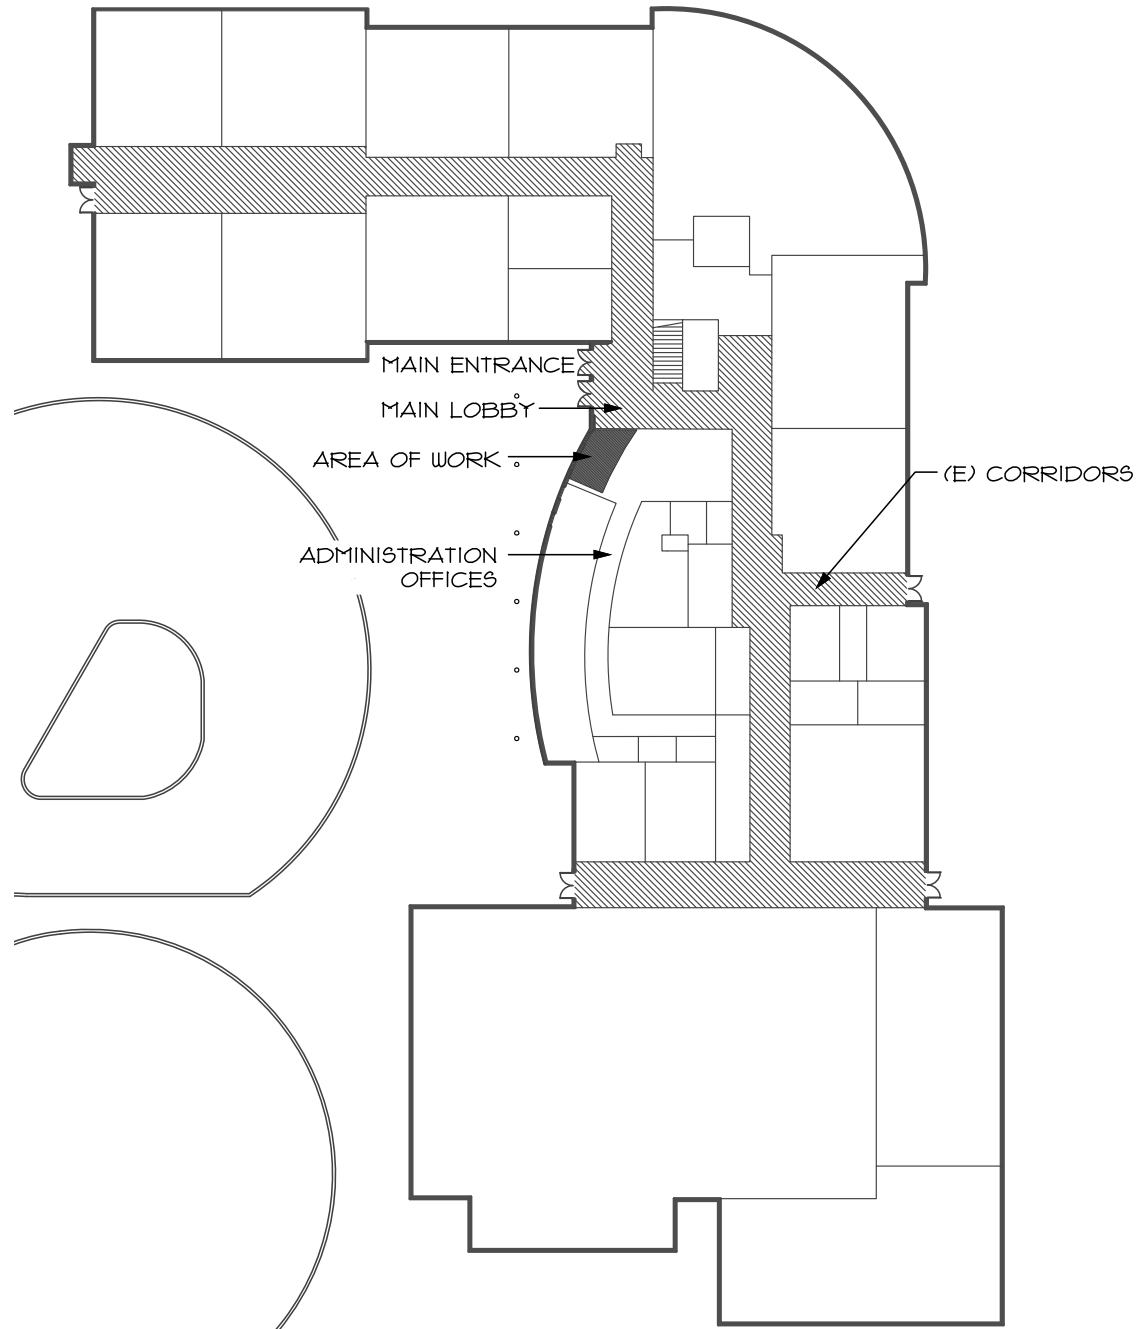 MAIN ENTRANCE
MAIN LOBBY
AREA OF WORK
(E) CORRIDORS
ADMINISTRATION
OFFICES